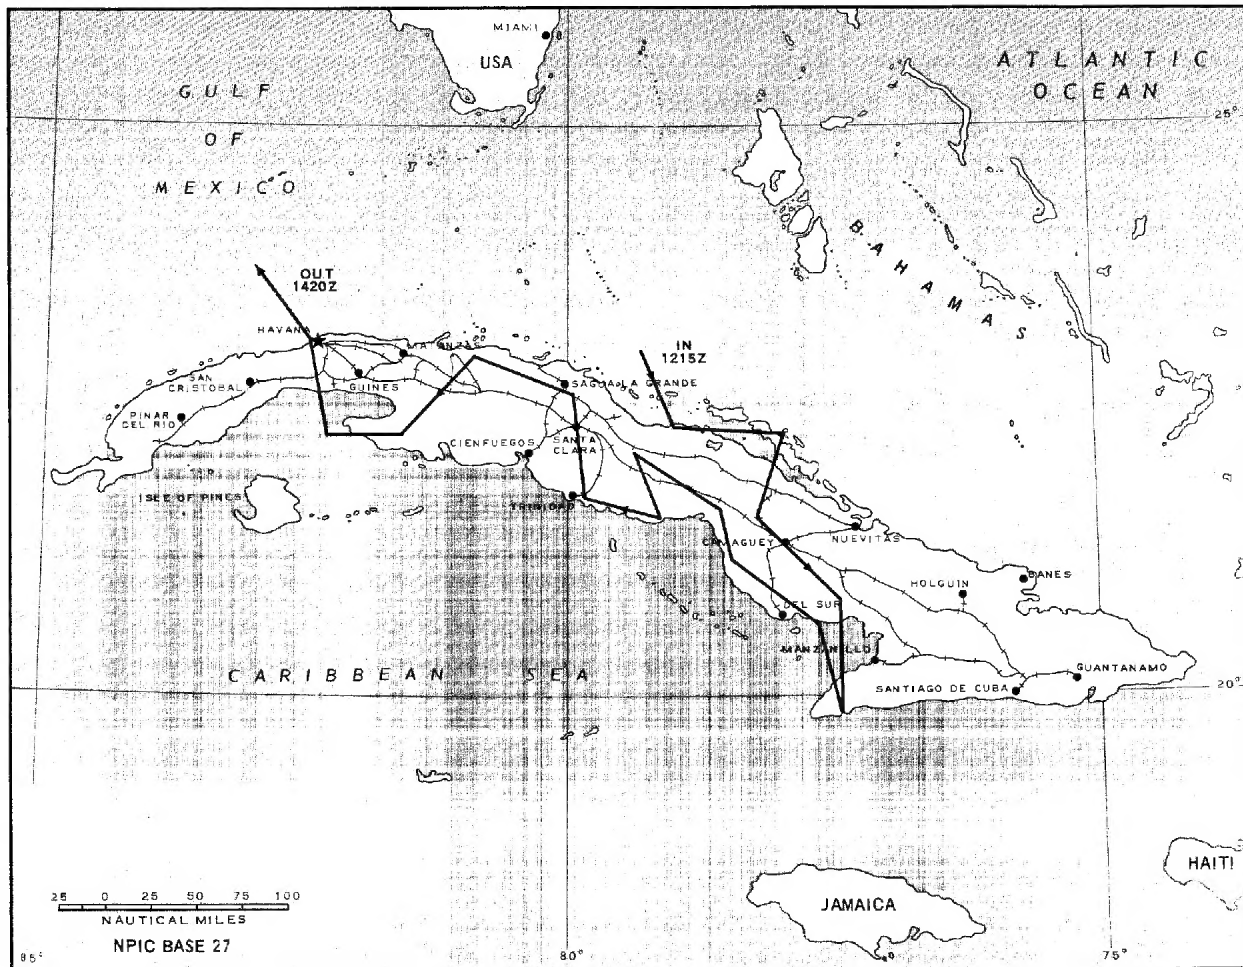 MIAMI
USA
ATLANTIC
OCEAN
GULF
OF
MEXICO
25°
BAHAMAS
OUT
1420Z
IN
1215Z
HAVANA
MATANZAS
SAN
CRISTOBAL
GUINES
SAGUA LA GRANDE
PINAR
DEL RIO
CIENFUEGOS
SANTA
CLARA
ISLE OF PINES
TRINIDAD
CAMAGUEY
NUEVITAS
HOLGUIN
BANES
DEL SUR
MANZANILLO
GUANTANAMO
SANTIAGO DE CUBA
20°
CARIBBEAN SEA
HAITI
JAMAICA
25 0 25 50 100
NAUTICAL MILES
NPIC BASE 27
85°
80°
75°